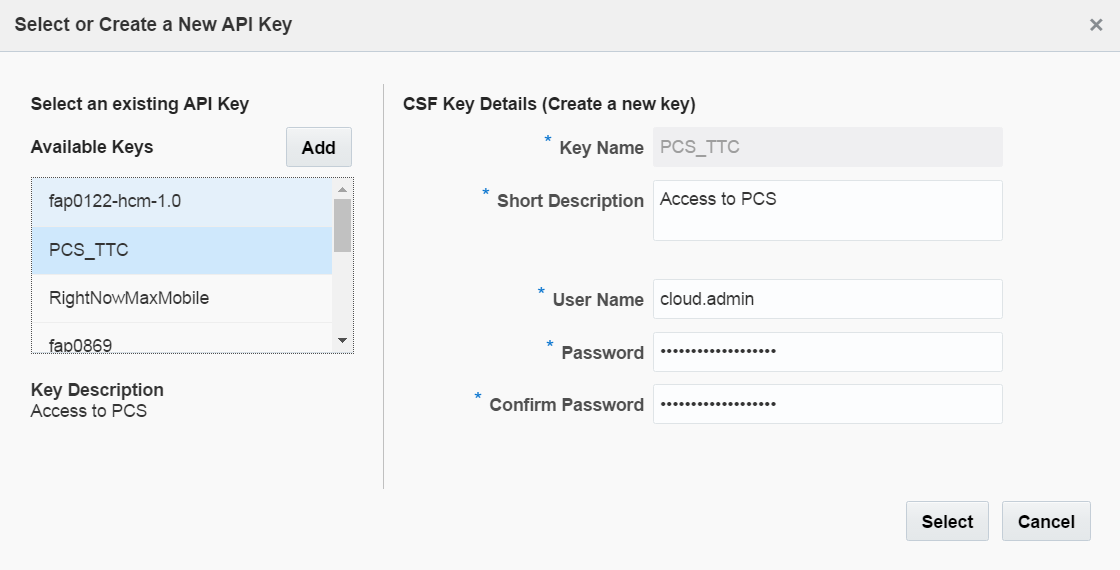 Select or Create a New API Key
×
Select an existing API Key
Available Keys
Add
fap0122-hcm-1.0
PCS_TTC
RightNowMaxMobile
fap0869
Key Description
Access to PCS
CSF Key Details (Create a new key)
* Key Name PCS_TTC
* Short Description Access to PCS
* User Name cloud.admin
* Password •••••••••••••••••••
* Confirm Password •••••••••••••••••••
Select Cancel